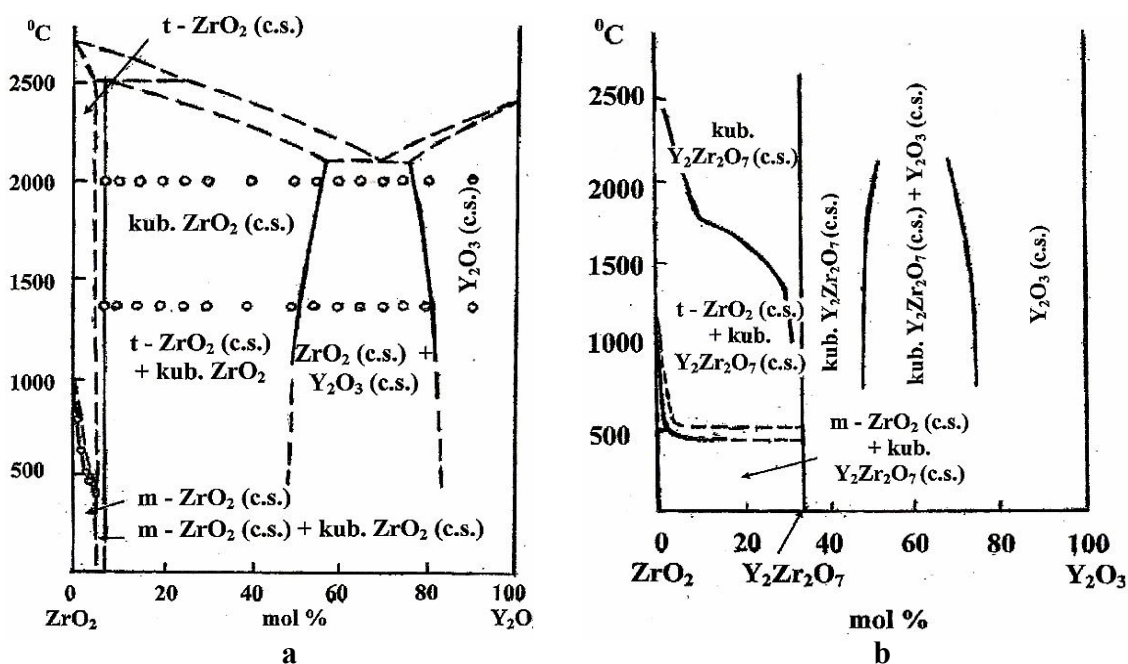 ⁰C
t - ZrO₂ (c.s.)
2500
2000
1500
1000
500
kub. ZrO₂ (c.s.)
t - ZrO₂ (c.s.)
+ kub. ZrO₂
ZrO₂ (c.s.) +
Y₂O₃ (c.s.)
Y₂O₃ (c.s.)
m - ZrO₂ (c.s.)
m - ZrO₂ (c.s.) + kub. ZrO₂ (c.s.)
0 20 40 60 80 100
ZrO₂ mol % Y₂O
a
⁰C
2500
2000
1500
1000
500
kub.
Y₂Zr₂O₇ (c.s.)
t - ZrO₂ (c.s.)
+ kub.
Y₂Zr₂O₇ (c.s.)
kub. Y₂Zr₂O₇ (c.s.)
kub. Y₂Zr₂O₇ (c.s.) + Y₂O₃ (c.s.)
Y₂O₃ (c.s.)
m - ZrO₂ (c.s.)
+ kub.
Y₂Zr₂O₇ (c.s.)
0 20 40 60 80 100
ZrO₂ Y₂Zr₂O₇ Y₂O₃
mol %
b